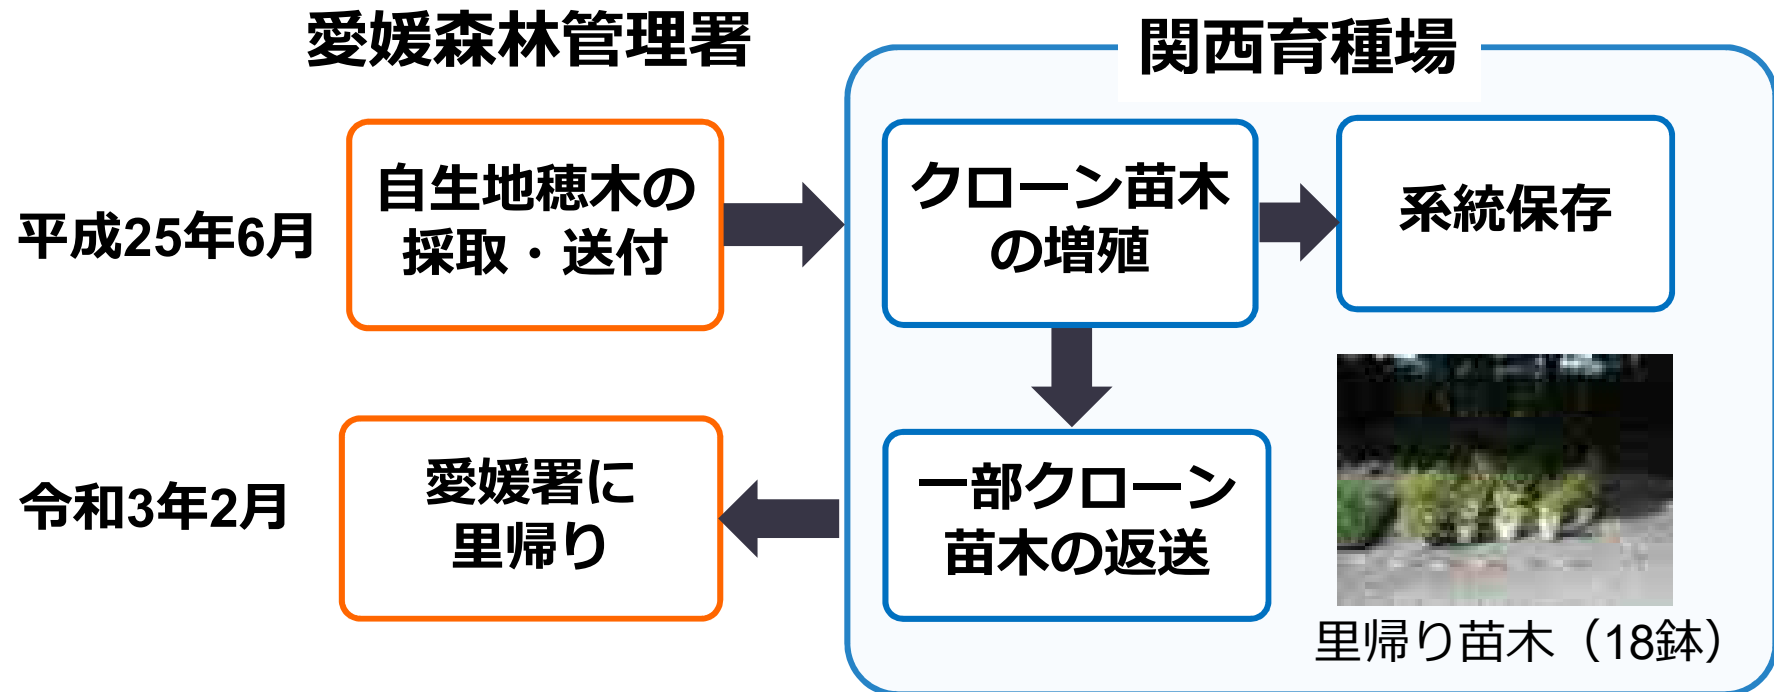 愛媛森林管理署
関西育種場
平成25年6月
自生地穂木の
採取・送付
クローン苗木
の増殖
系統保存
令和3年2月
愛媛署に
里帰り
一部クローン
苗木の返送
里帰り苗木（18鉢）